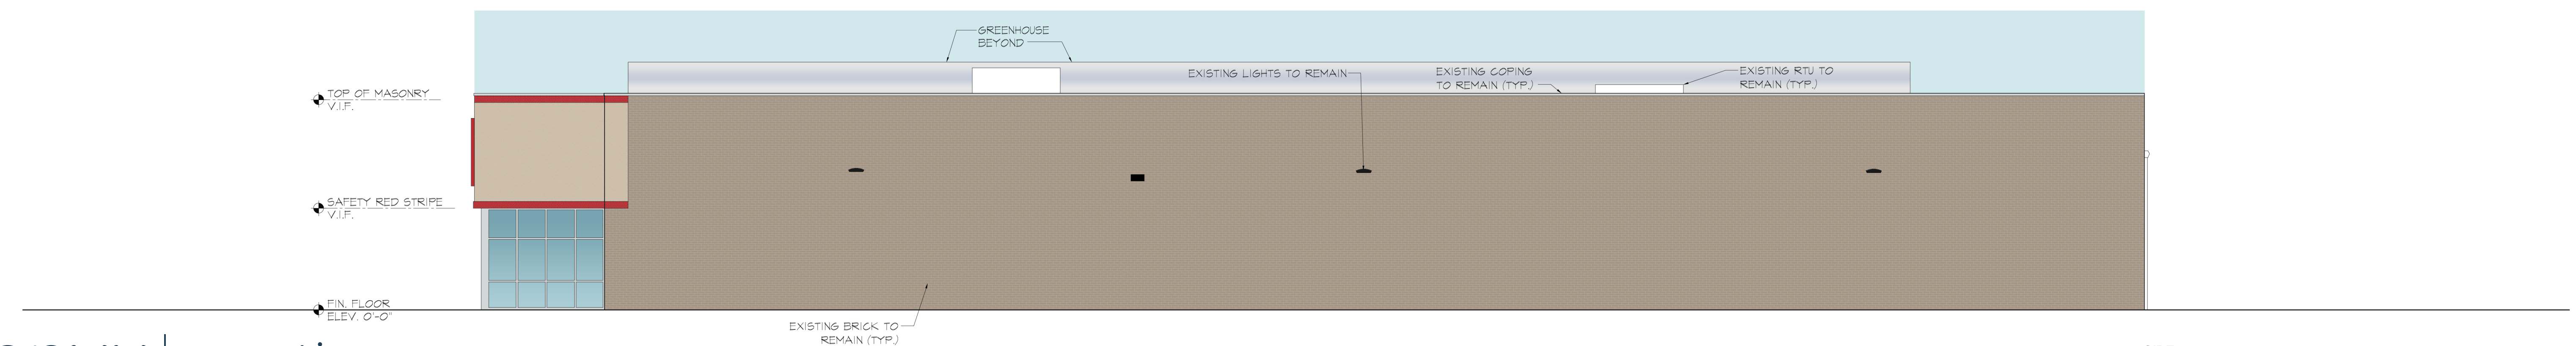 GREENHOUSE
BEYOND
EXISTING LIGHTS TO REMAIN
EXISTING COPING
TO REMAIN (TYP.)
EXISTING RTU TO
REMAIN (TYP.)
TOP OF MASONRY
V.I.F.
SAFETY RED STRIPE
V.I.F.
FIN. FLOOR
ELEV. 0'-0"
EXISTING BRICK TO
REMAIN (TYP.)